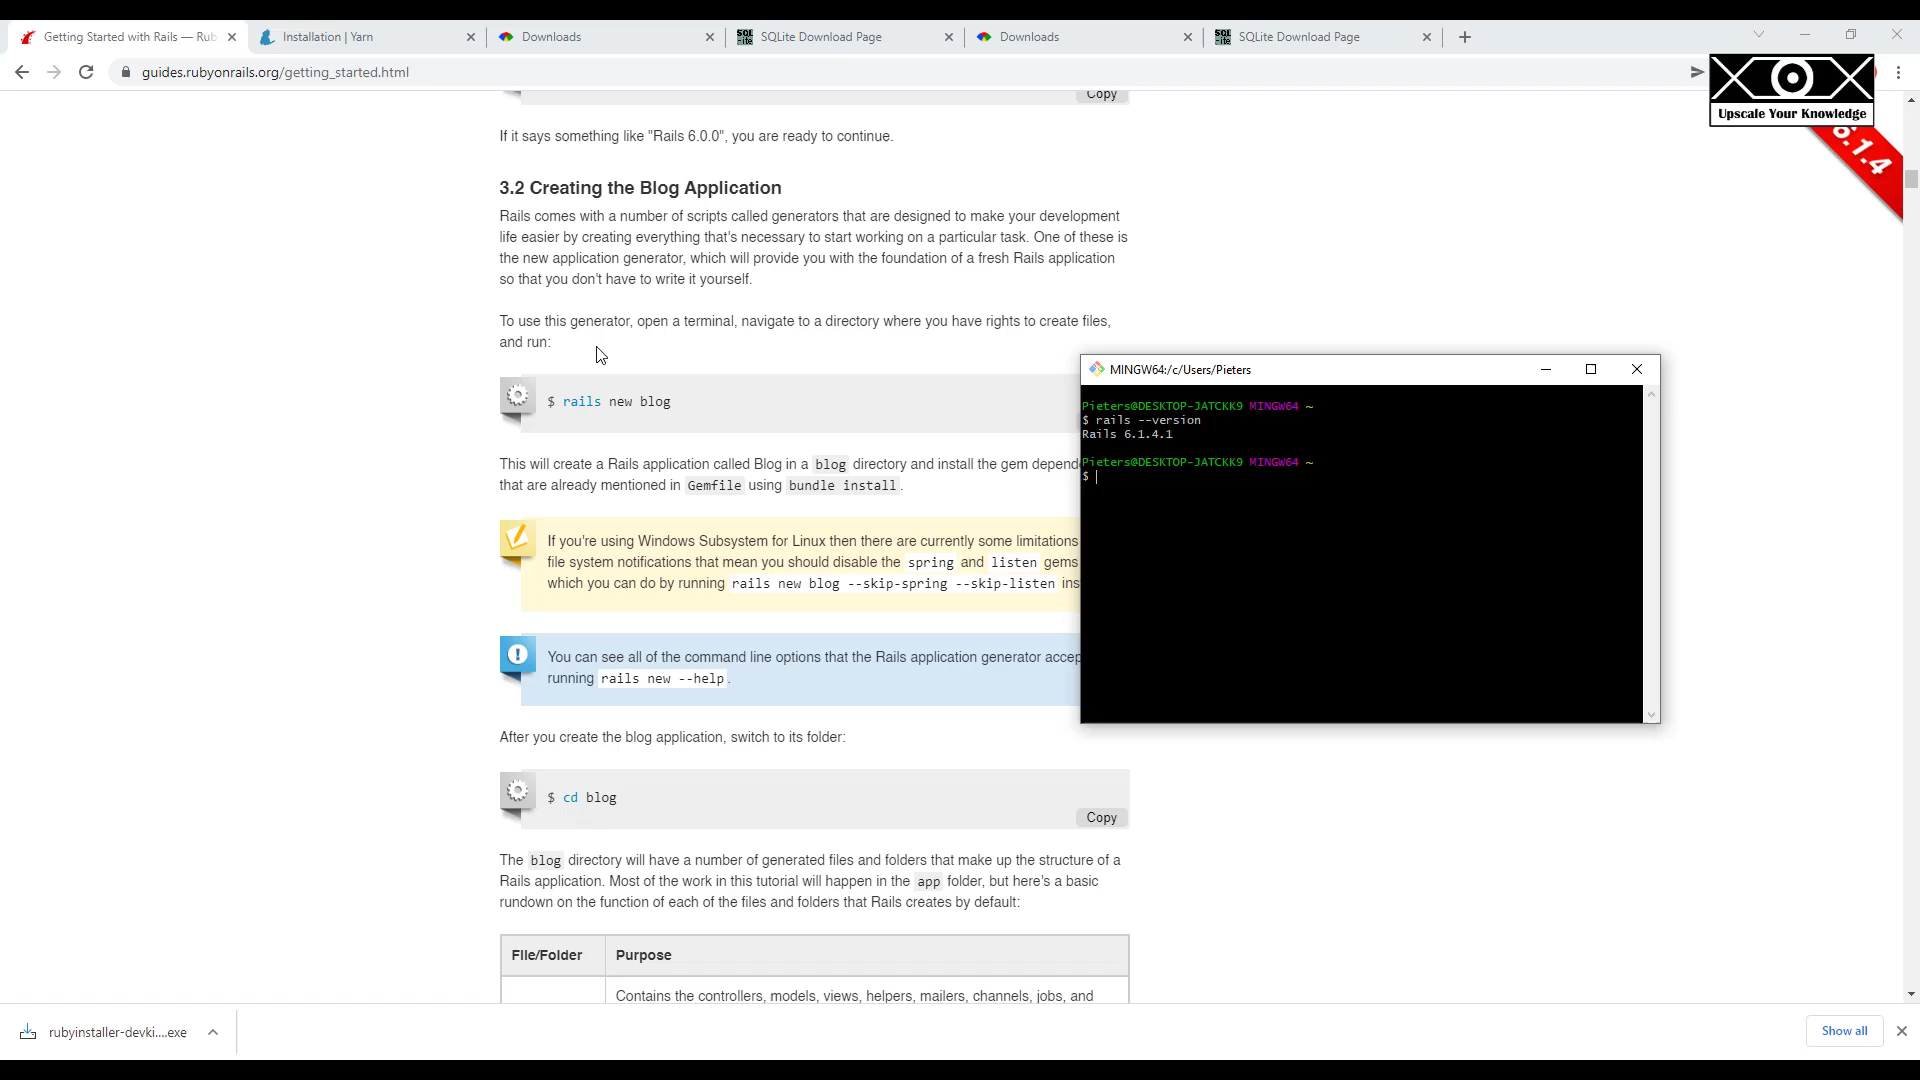 Getting Started with Rails — Rub
Installation | Yarn
Downloads
SQLite Download Page
Downloads
SQLite Download Page
guides.rubyonrails.org/getting_started.html
XOX
Upscale Your Knowledge
6.1.4
Copy
If it says something like "Rails 6.0.0", you are ready to continue.
3.2 Creating the Blog Application
Rails comes with a number of scripts called generators that are designed to make your development
life easier by creating everything that's necessary to start working on a particular task. One of these is
the new application generator, which will provide you with the foundation of a fresh Rails application
so that you don't have to write it yourself.
To use this generator, open a terminal, navigate to a directory where you have rights to create files,
and run:
$ rails new blog
This will create a Rails application called Blog in a blog directory and install the gem depend
that are already mentioned in Gemfile using bundle install.
If you're using Windows Subsystem for Linux then there are currently some limitations
file system notifications that mean you should disable the spring and listen gems
which you can do by running rails new blog --skip-spring --skip-listen ins
You can see all of the command line options that the Rails application generator accep
running rails new --help.
After you create the blog application, switch to its folder:
$ cd blog
Copy
The blog directory will have a number of generated files and folders that make up the structure of a
Rails application. Most of the work in this tutorial will happen in the app folder, but here's a basic
rundown on the function of each of the files and folders that Rails creates by default:
File/Folder Purpose
Contains the controllers, models, views, helpers, mailers, channels, jobs, and
MINGW64:/c/Users/Pieters
Pieters@DESKTOP-JATCKK9 MINGW64 ~
$ rails --version
Rails 6.1.4.1
Pieters@DESKTOP-JATCKK9 MINGW64 ~
$
rubyinstaller-devki....exe
Show all